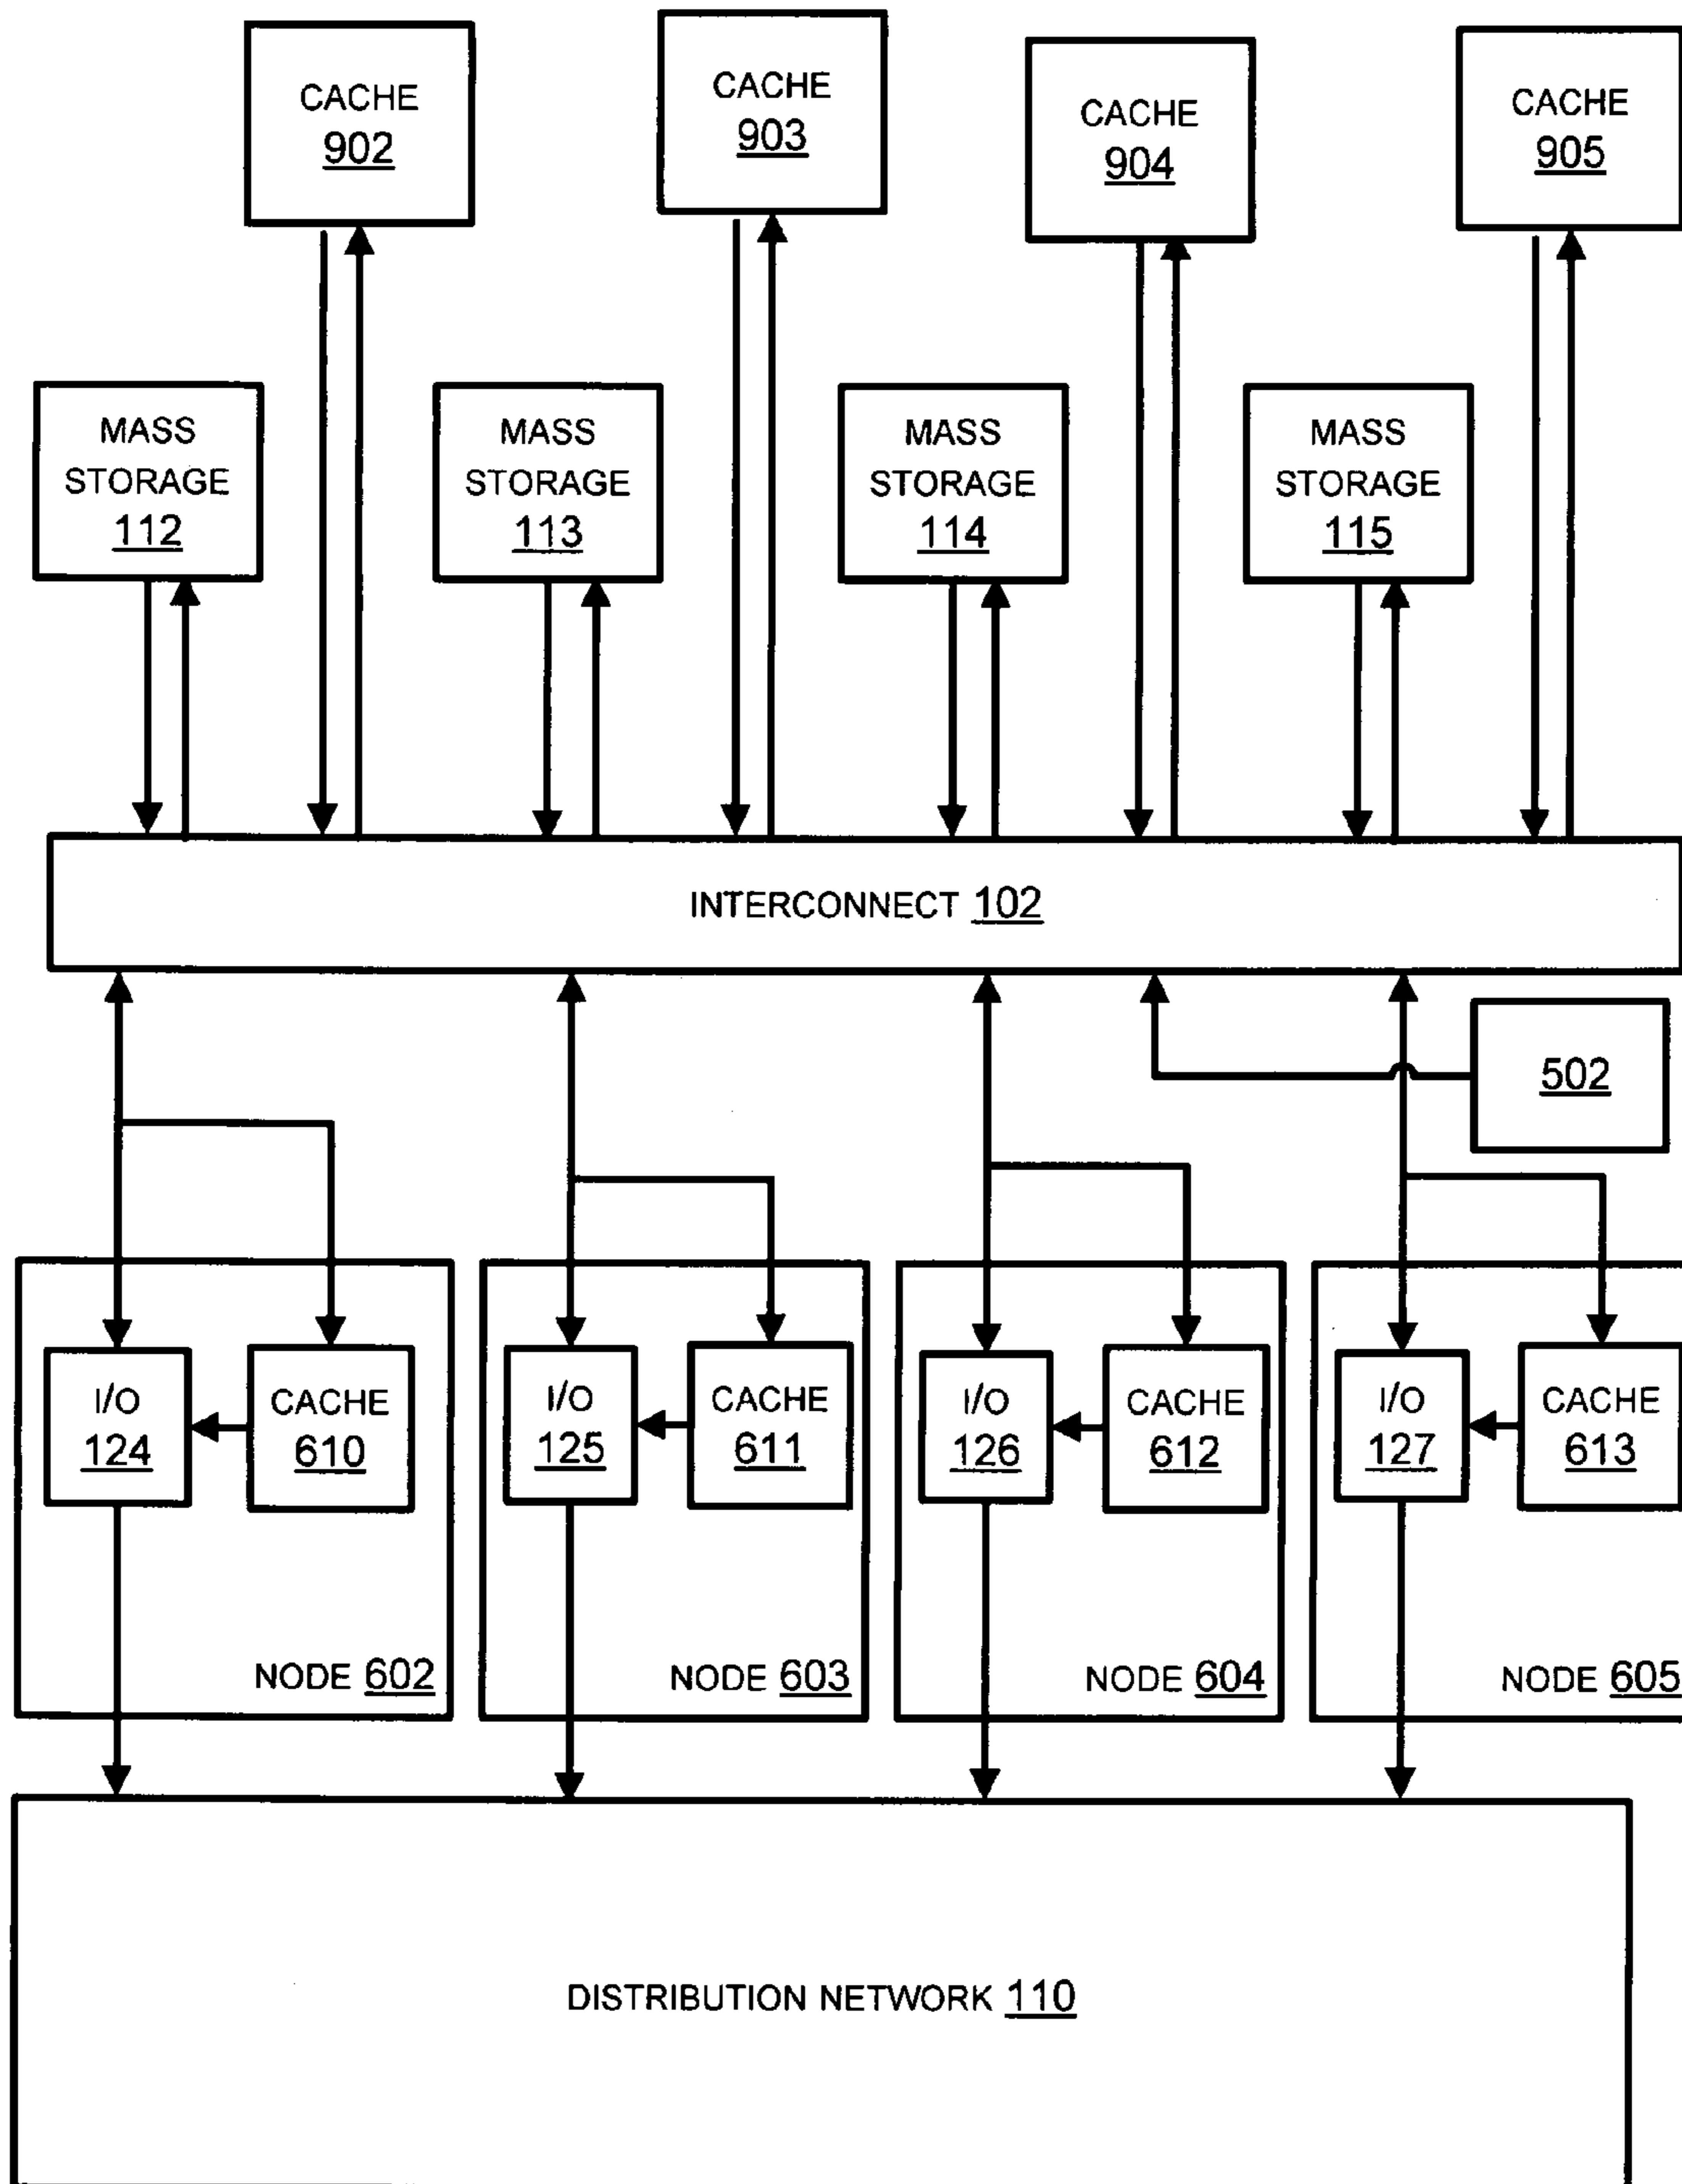 CACHE
902
CACHE
903
CACHE
904
CACHE
905
MASS
STORAGE
112
MASS
STORAGE
113
MASS
STORAGE
114
MASS
STORAGE
115
INTERCONNECT 102
502
I/O
124
CACHE
610
NODE 602
I/O
125
CACHE
611
NODE 603
I/O
126
CACHE
612
NODE 604
I/O
127
CACHE
613
NODE 605
DISTRIBUTION NETWORK 110